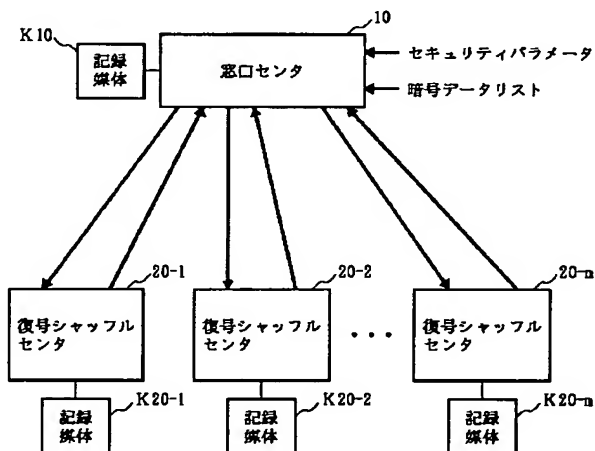 K10
記録
媒体
10
窓口センタ
セキュリティパラメータ
暗号データリスト
20-1
復号シャッフル
センタ
20-2
復号シャッフル
センタ
...
20-n
復号シャッフル
センタ
記録
媒体
K20-1
記録
媒体
K20-2
記録
媒体
K20-n